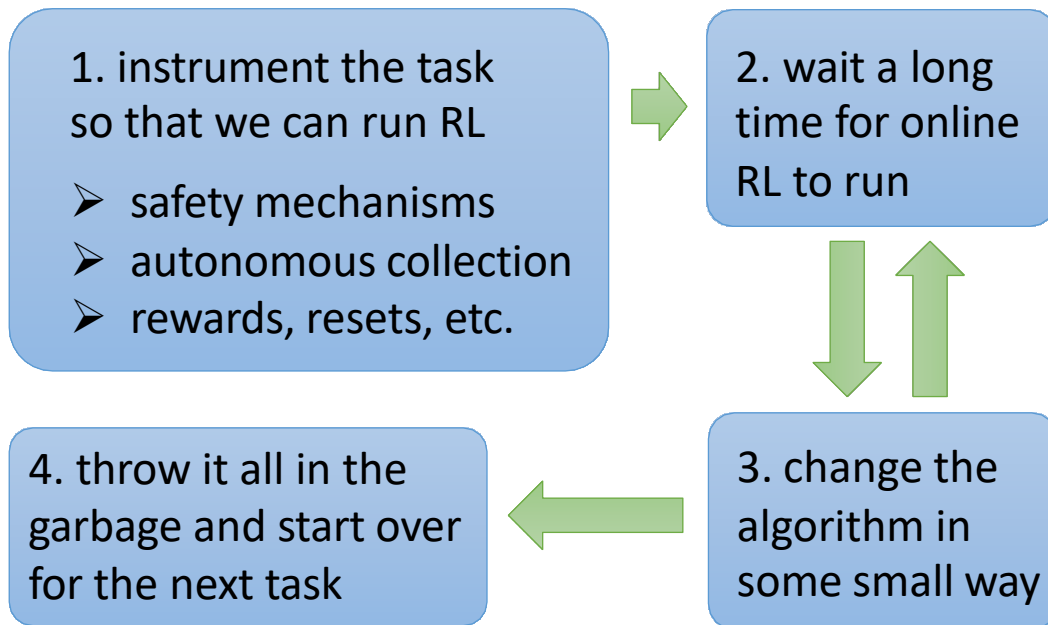 1. instrument the task
so that we can run RL
➢ safety mechanisms
➢ autonomous collection
➢ rewards, resets, etc.
2. wait a long
time for online
RL to run
3. change the
algorithm in
some small way
4. throw it all in the
garbage and start over
for the next task